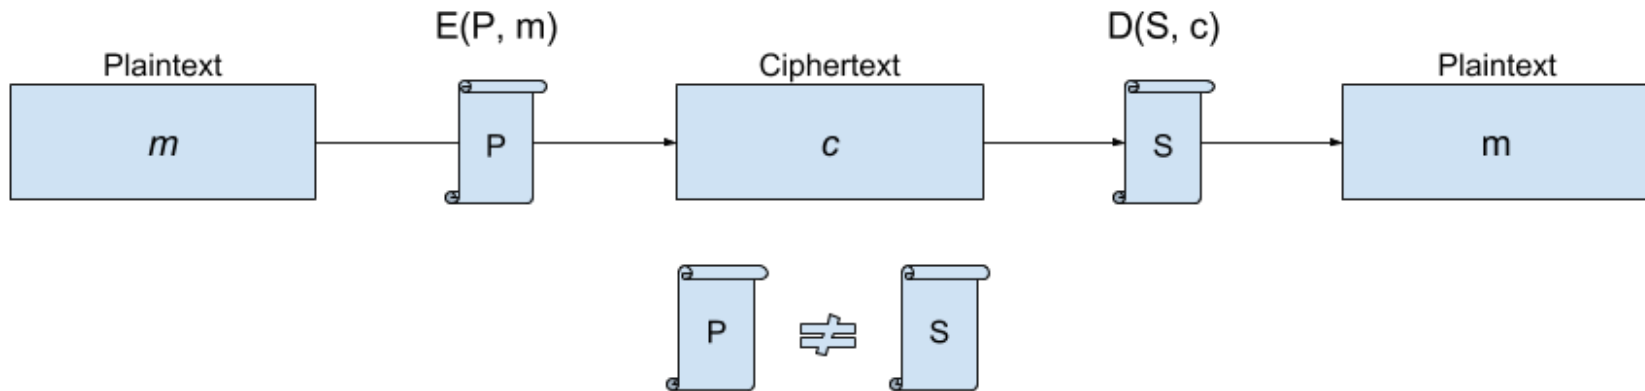 E(P, m) D(S, c)
Plaintext Ciphertext Plaintext
m P c S m
P ≠ S